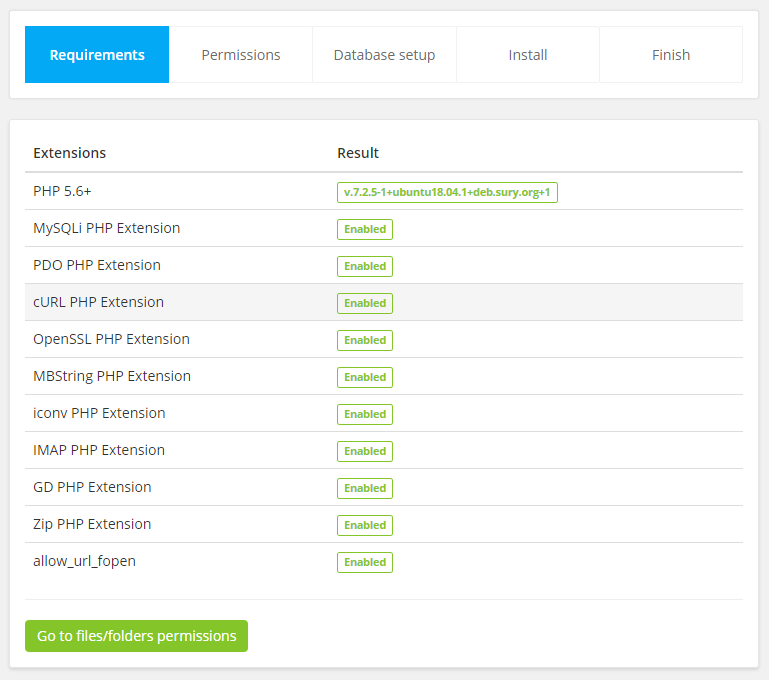 Requirements Permissions Database setup Install Finish
Extensions Result
PHP 5.6+ v.7.2.5-1+ubuntu18.04.1+deb.sury.org+1
MySQLi PHP Extension Enabled
PDO PHP Extension Enabled
cURL PHP Extension Enabled
OpenSSL PHP Extension Enabled
MBString PHP Extension Enabled
iconv PHP Extension Enabled
IMAP PHP Extension Enabled
GD PHP Extension Enabled
Zip PHP Extension Enabled
allow_url_fopen Enabled
Go to files/folders permissions